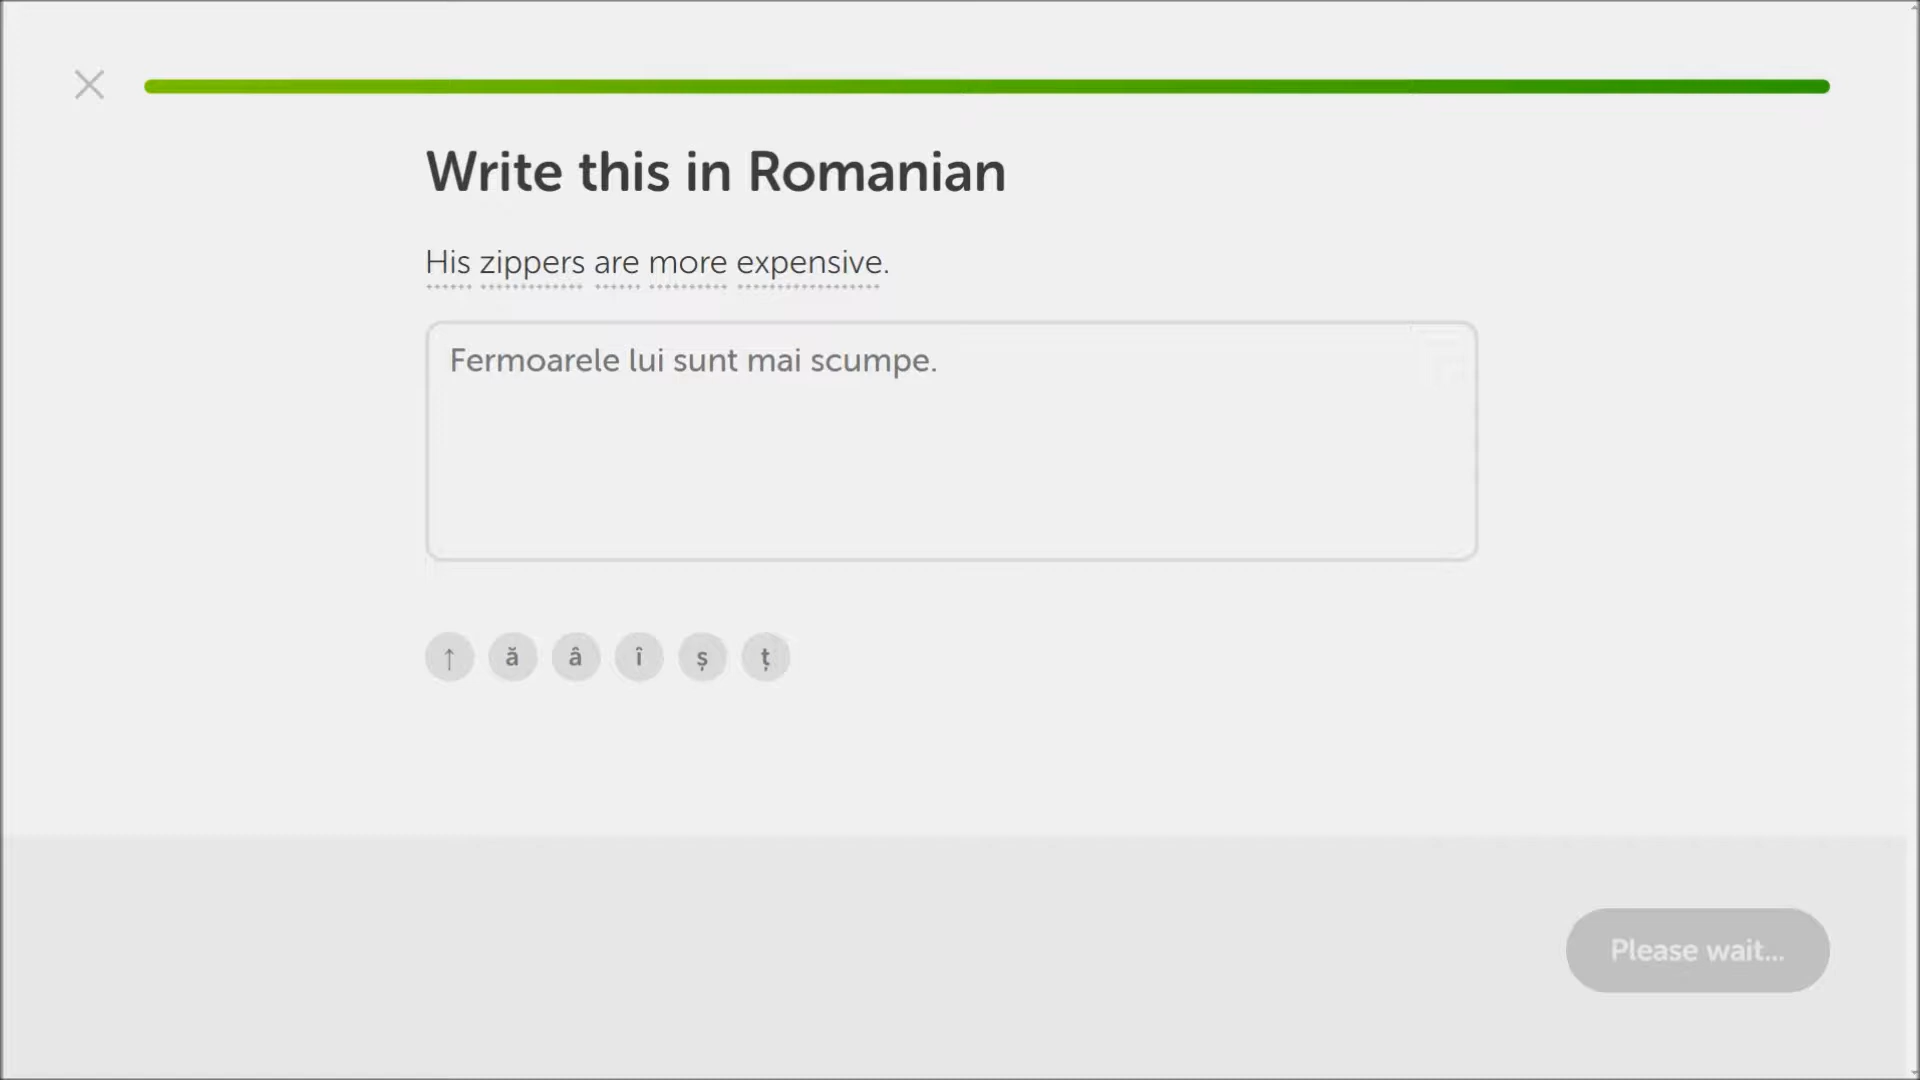 Write this in Romanian
His zippers are more expensive.
Fermoarele lui sunt mai scumpe.
↑ ă â î ș ț
Please wait...